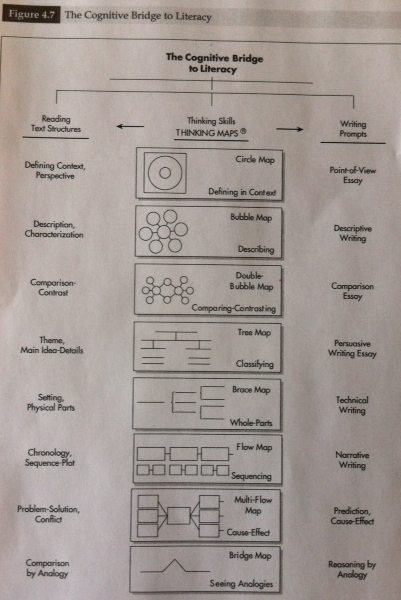 Figure 4.7 The Cognitive Bridge to Literacy
The Cognitive Bridge
to Literacy
Reading
Text Structures
Thinking Skills
THINKING MAPS ®
Writing
Prompts
Defining Context,
Perspective
Circle Map
Defining in Context
Point-of-View
Essay
Description,
Characterization
Bubble Map
Describing
Descriptive
Writing
Comparison-
Contrast
Double-
Bubble Map
Comparing-Contrasting
Comparison
Essay
Theme,
Main Idea-Details
Tree Map
Classifying
Persuasive
Writing Essay
Setting,
Physical Parts
Brace Map
Whole-Parts
Technical
Writing
Chronology,
Sequence-Plot
Flow Map
Sequencing
Narrative
Writing
Problem-Solution,
Conflict
Multi-Flow
Map
Cause-Effect
Prediction,
Cause-Effect
Comparison
by Analogy
Bridge Map
Seeing Analogies
Reasoning by
Analogy